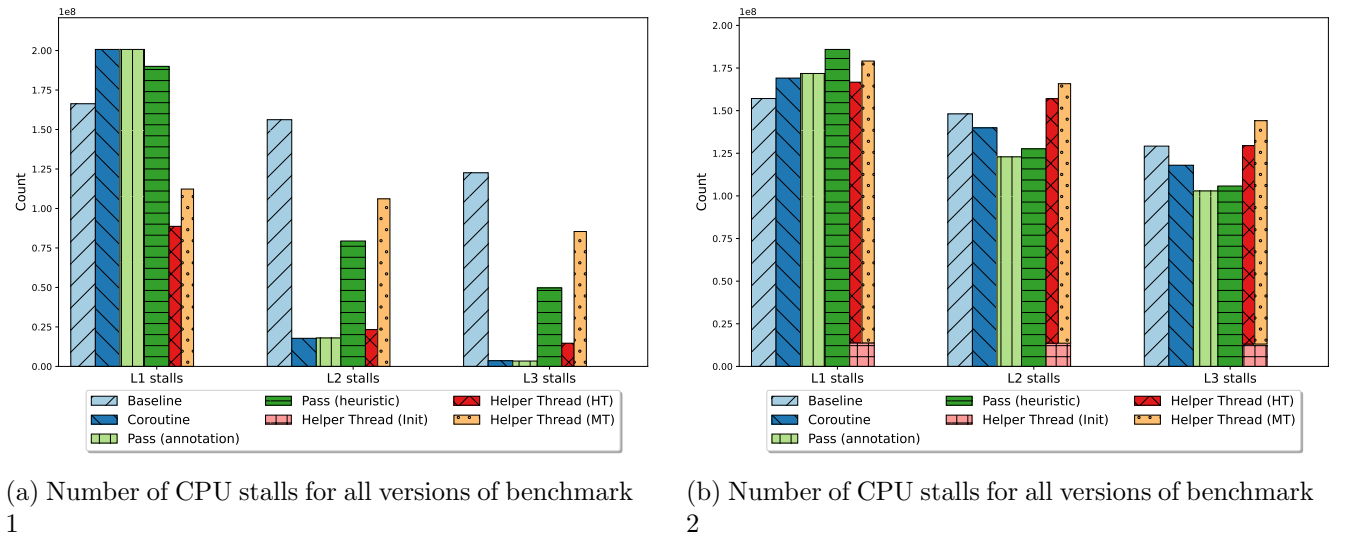 1e8
2.00
1.75
1.50
1.25
1.00
0.75
0.50
0.25
0.00
Count
L1 stalls
L2 stalls
L3 stalls
Baseline
Coroutine
Pass (annotation)
Pass (heuristic)
Helper Thread (Init)
Helper Thread (HT)
Helper Thread (MT)
(a) Number of CPU stalls for all versions of benchmark
1
1e8
2.00
1.75
1.50
1.25
1.00
0.75
0.50
0.25
0.00
Count
L1 stalls
L2 stalls
L3 stalls
Baseline
Coroutine
Pass (annotation)
Pass (heuristic)
Helper Thread (Init)
Helper Thread (HT)
Helper Thread (MT)
(b) Number of CPU stalls for all versions of benchmark
2